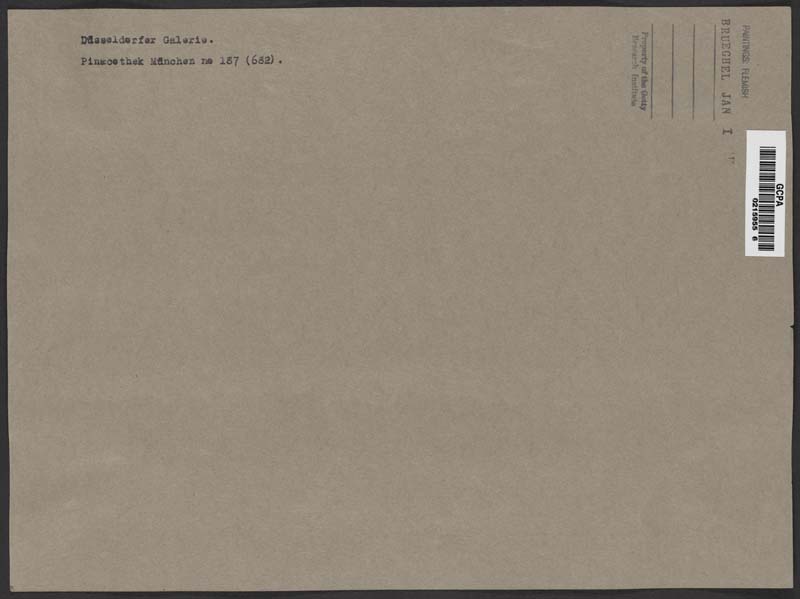 Düsseldorfer Galerie.
Pinacothek München no 187 (682).
PAINTINGS: FLEMISH
BRUEGHEL JAN I
Property of the Getty
Research Institute
GCPA
0215955 6